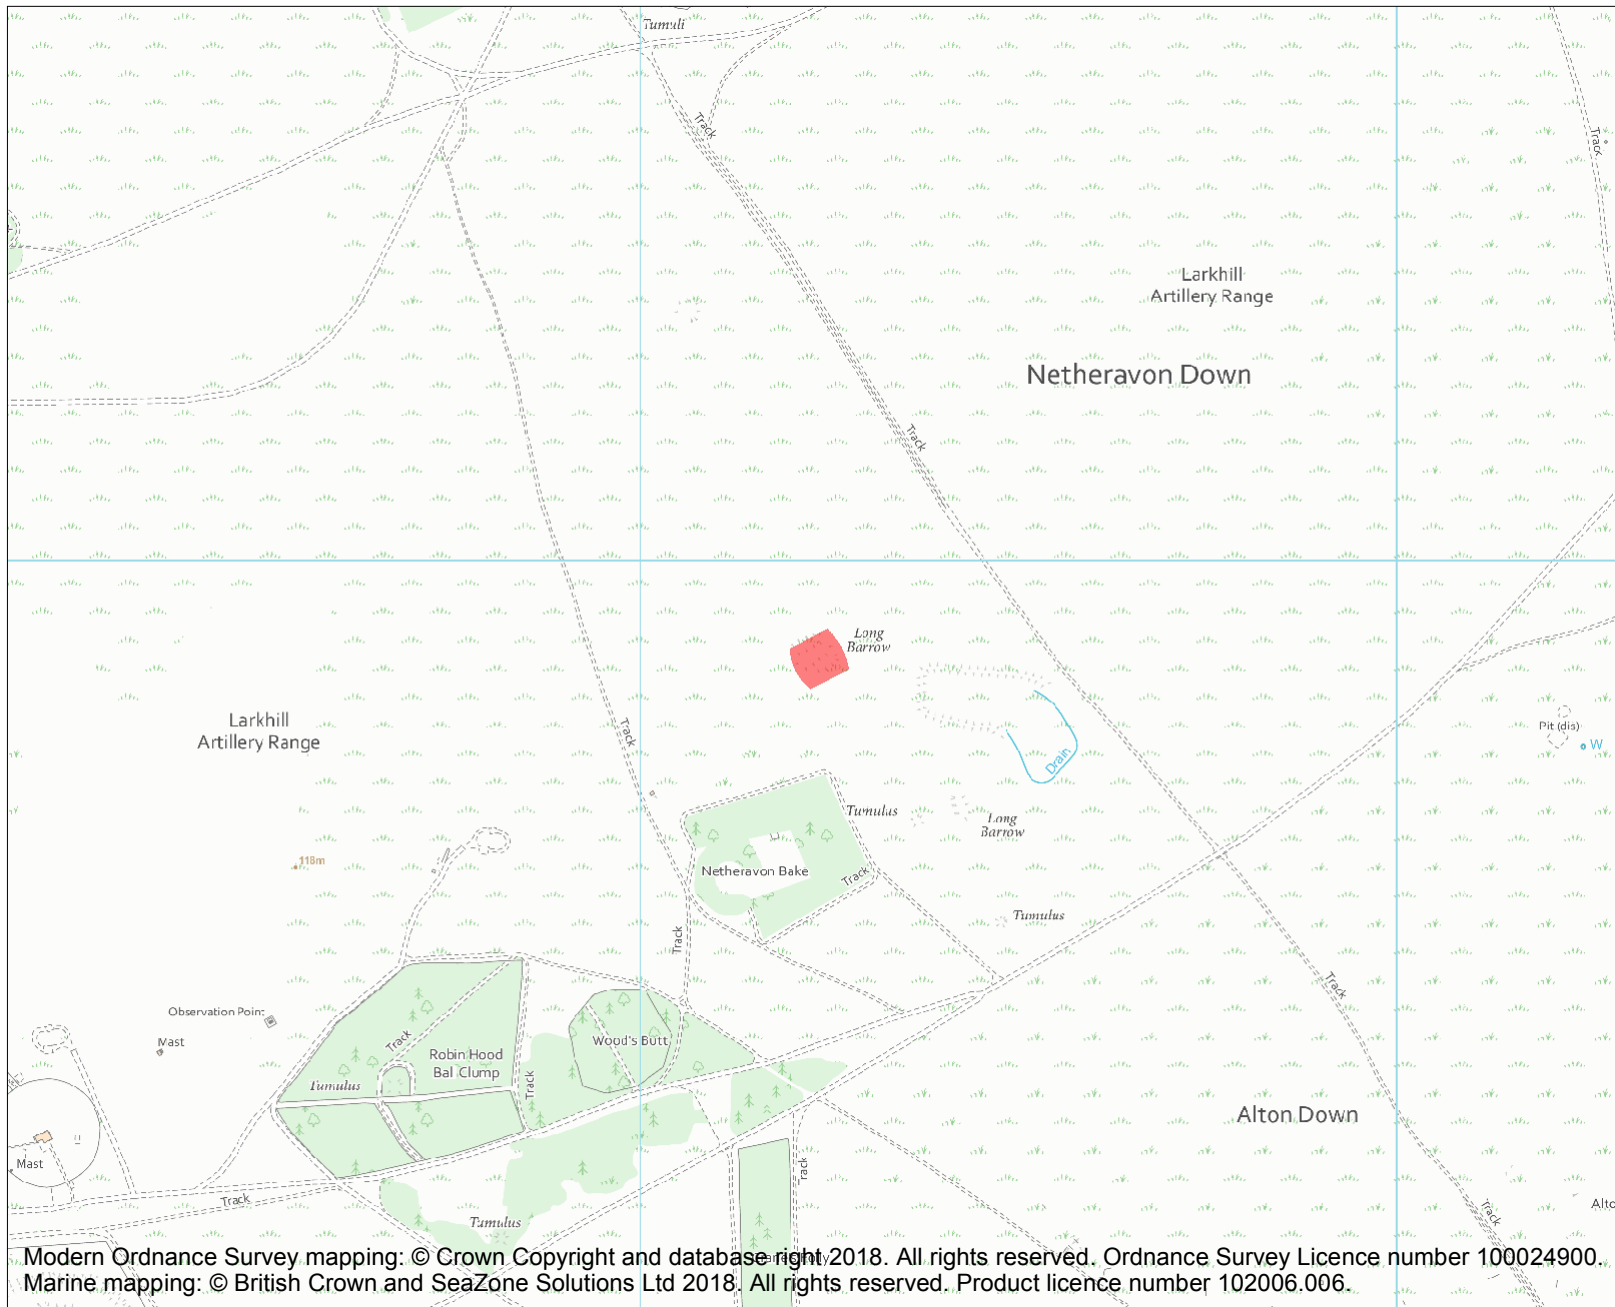 Tumuli
Track
Track
Larkhill
Artillery Range
Netheravon Down
Track
Long
Barrow
Larkhill
Artillery Range
Track
Pit (dis)
W
Drain
Tumulus
Long
Barrow
118m
Netheravon Bake
Track
Tumulus
Track
Track
Observation Point
Mast
Track
Wood's Butt
Robin Hood
Bal Clump
Tumulus
Track
Alton Down
Mast
Track
Track
Alto
Track
Tumulus
Modern Ordnance Survey mapping: © Crown Copyright and database right 2018. All rights reserved. Ordnance Survey Licence number 100024900.
Marine mapping: © British Crown and SeaZone Solutions Ltd 2018. All rights reserved. Product licence number 102006.006.